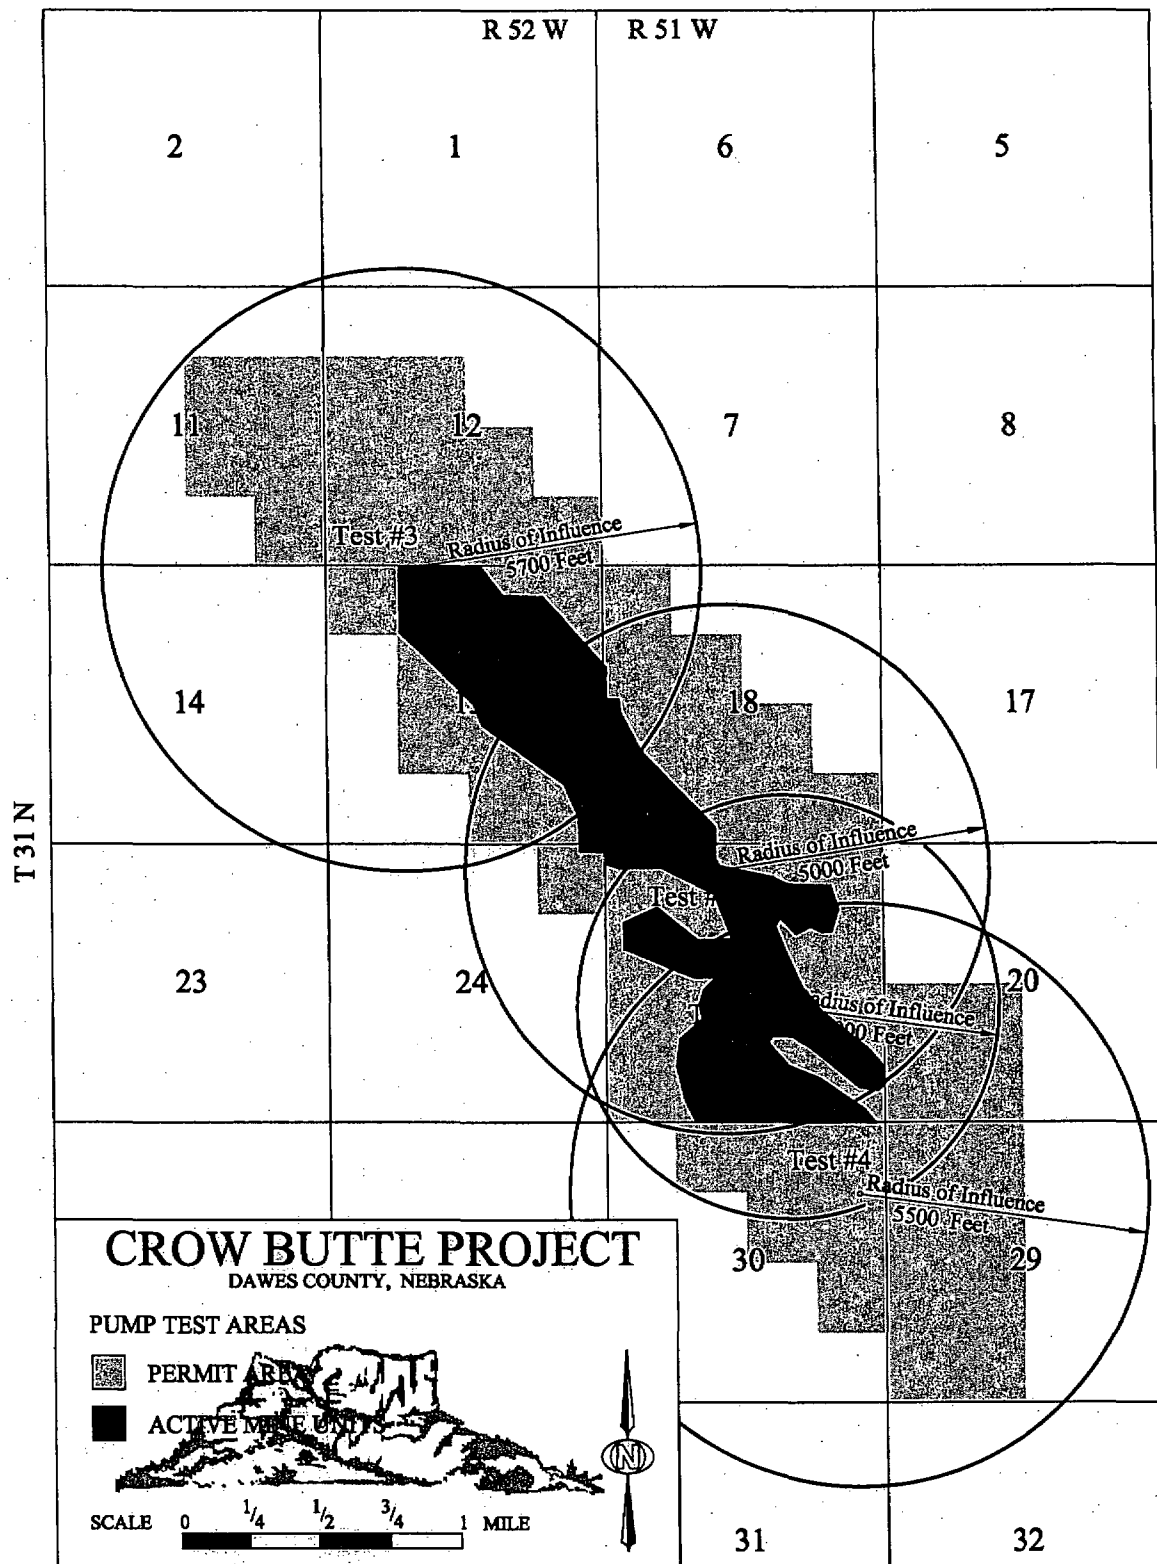 R 52 W R 51 W
2 1 6 5
11 12 7 8
Test #3
Radius of Influence
5700 Feet
14 18 17
T 31 N
Radius of Influence
5000 Feet
Test #
23 24 20
of Influence
Feet
Test #4
Radius of Influence
5500 Feet
30 29
CROW BUTTE PROJECT
DAWES COUNTY, NEBRASKA
PUMP TEST AREAS
PERMIT AREA
ACTIVE MINE UNITS
N
SCALE 0 1/4 1/2 3/4 1 MILE
31 32